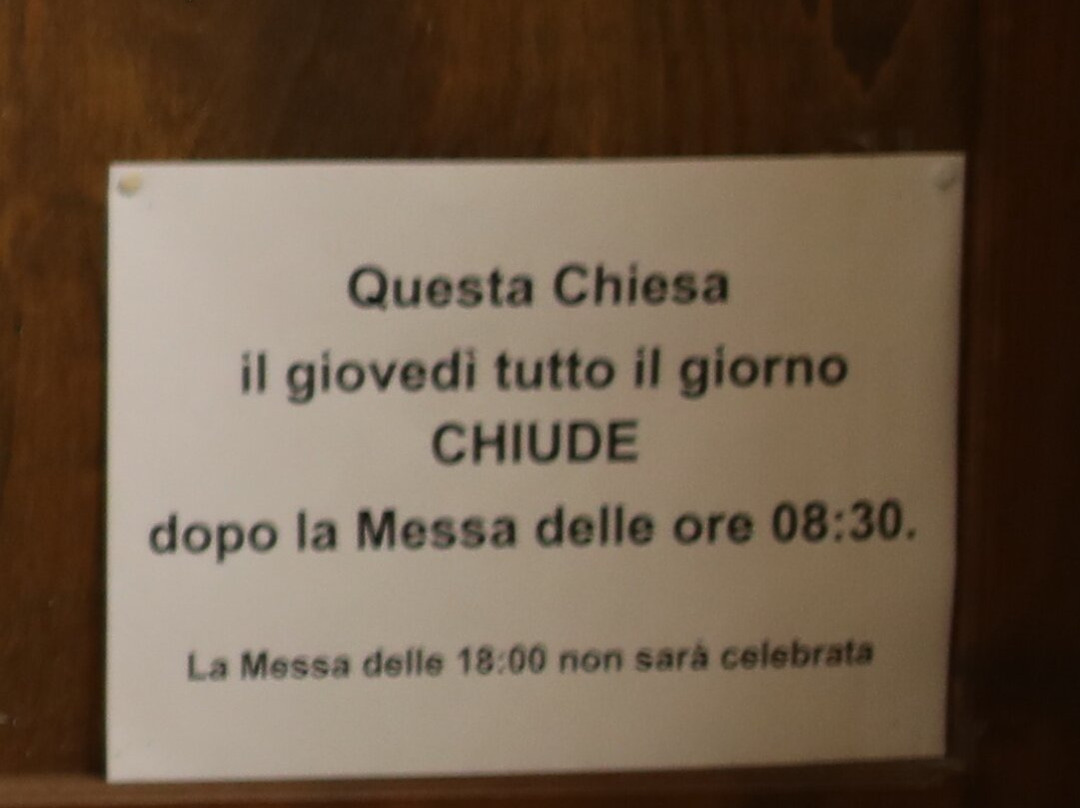 Questa Chiesa
il giovedì tutto il giorno
CHIUDE
dopo la Messa delle ore 08:30.
La Messa delle 18:00 non sarà celebrata